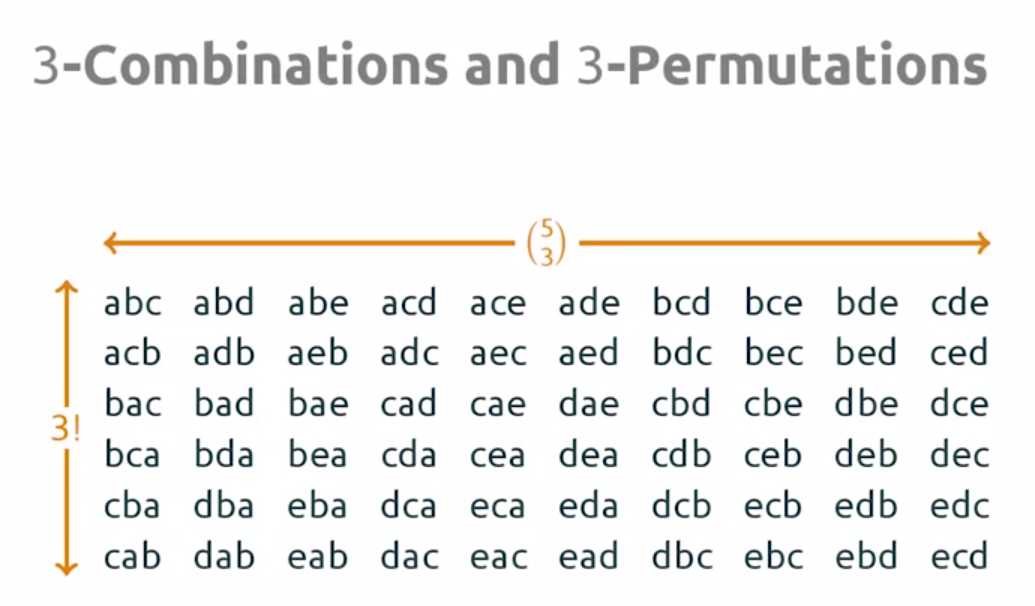 3-Combinations and 3-Permutations
(5 3)
abc abd abe acd ace ade bcd bce bde cde
acb adb aeb adc aec aed bdc bec bed ced
bac bad bae cad cae dae cbd cbe dbe dce
3!
bca bda bea cda cea dea cdb ceb deb dec
cba dba eba dca eca eda dcb ecb edb edc
cab dab eab dac eac ead dbc ebc ebd ecd